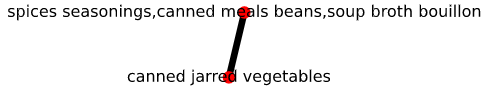 spices seasonings,canned meals beans,soup broth bouillon
canned jarred vegetables